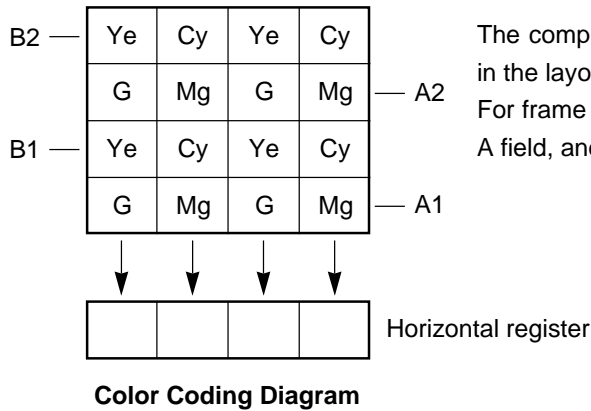 B2 Ye Cy Ye Cy
G Mg G Mg A2
B1 Ye Cy Ye Cy
G Mg G Mg A1
Horizontal register
Color Coding Diagram
The comp
in the layo
For frame
A field, and